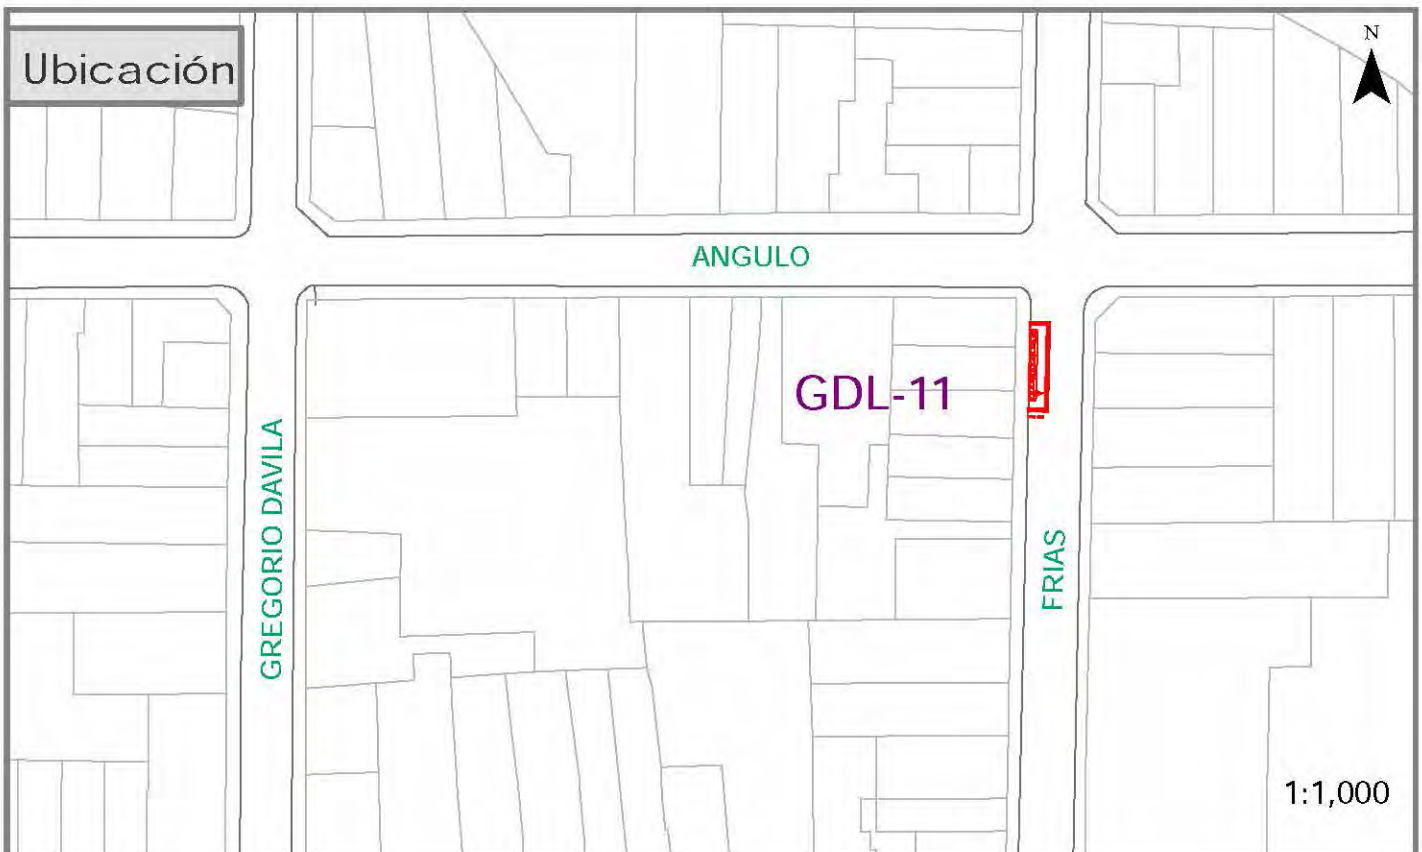 Ubicación
N
ANGULO
GDL-11
GREGORIO DAVILA
FRIAS
1:1,000